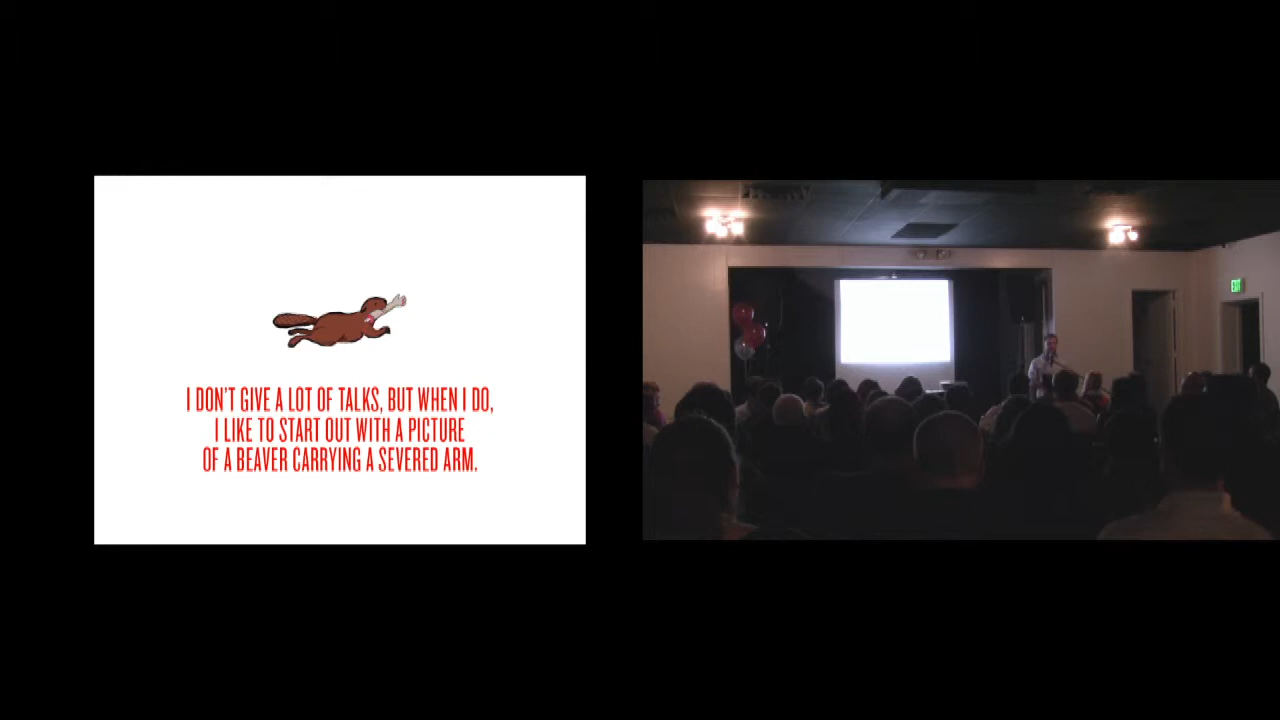 I DON'T GIVE A LOT OF TALKS, BUT WHEN I DO,
I LIKE TO START OUT WITH A PICTURE
OF A BEAVER CARRYING A SEVERED ARM.
EXIT